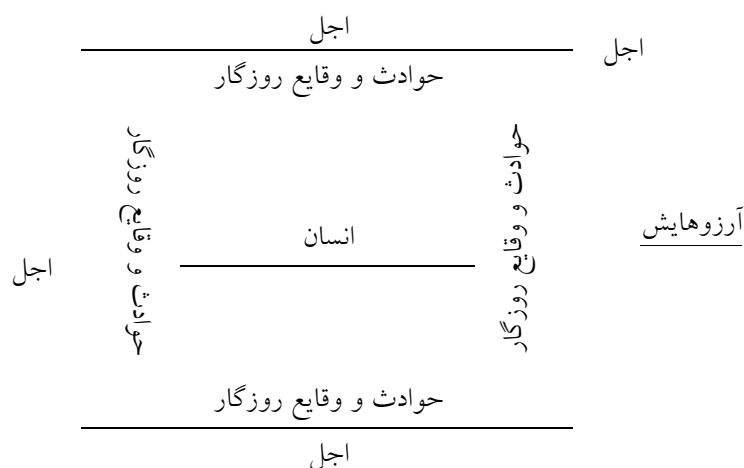 اجل
اجل
حوادث و وقایع روزگار
حوادث و وقایع روزگار
حوادث و وقایع روزگار
آرزوهایش
انسان
اجل
حوادث و وقایع روزگار
اجل